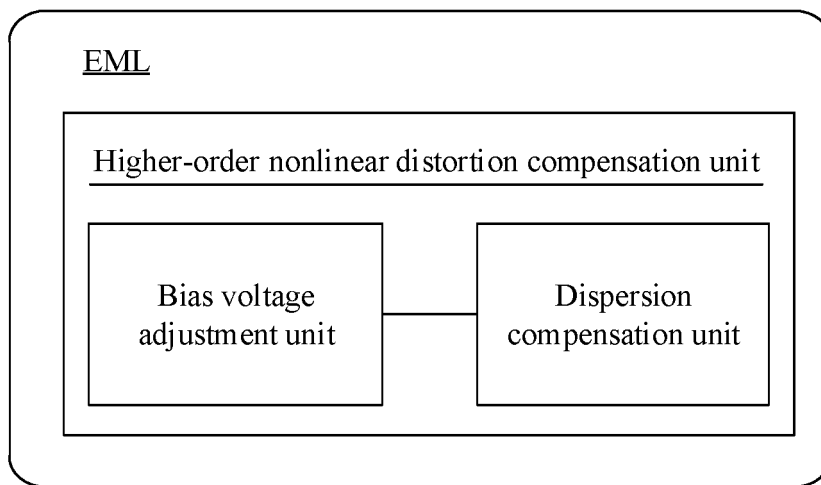 EML
Higher-order nonlinear distortion compensation unit
Bias voltage
adjustment unit
Dispersion
compensation unit